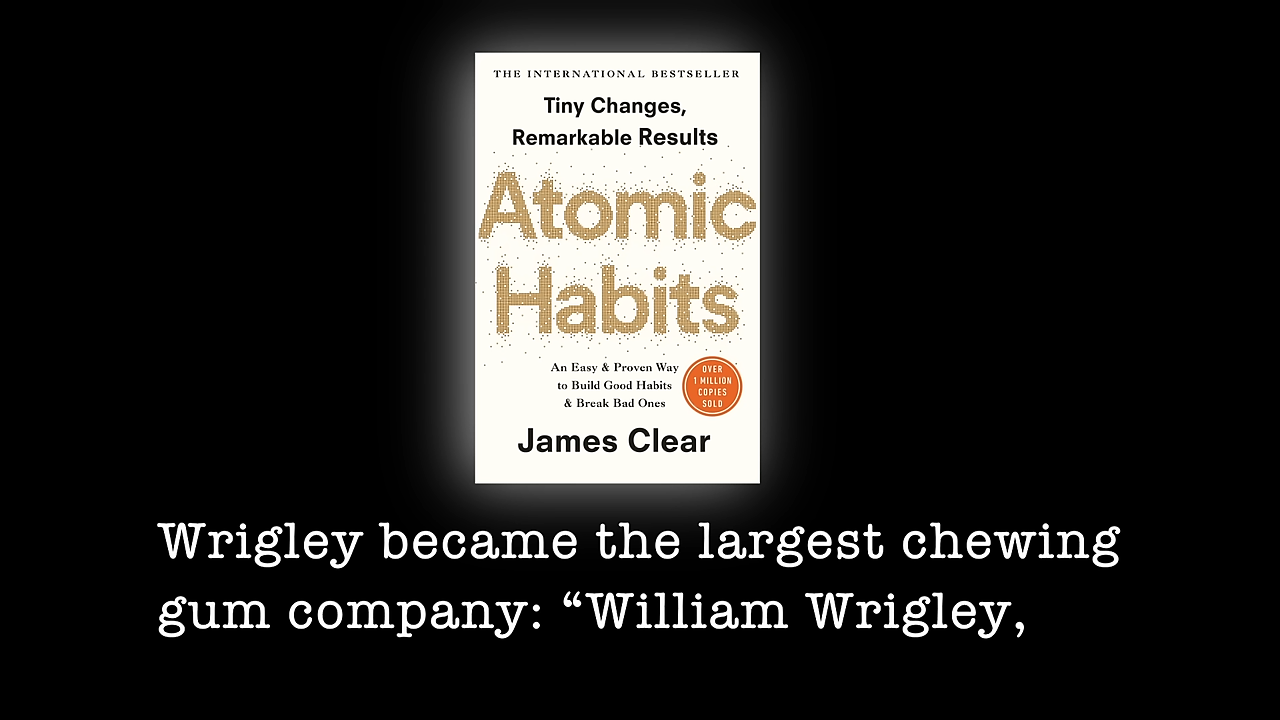 THE INTERNATIONAL BESTSELLER
Tiny Changes,
Remarkable Results
Atomic
Habits
An Easy & Proven Way
to Build Good Habits
& Break Bad Ones
OVER
1 MILLION
COPIES
SOLD
James Clear
Wrigley became the largest chewing
gum company: “William Wrigley,